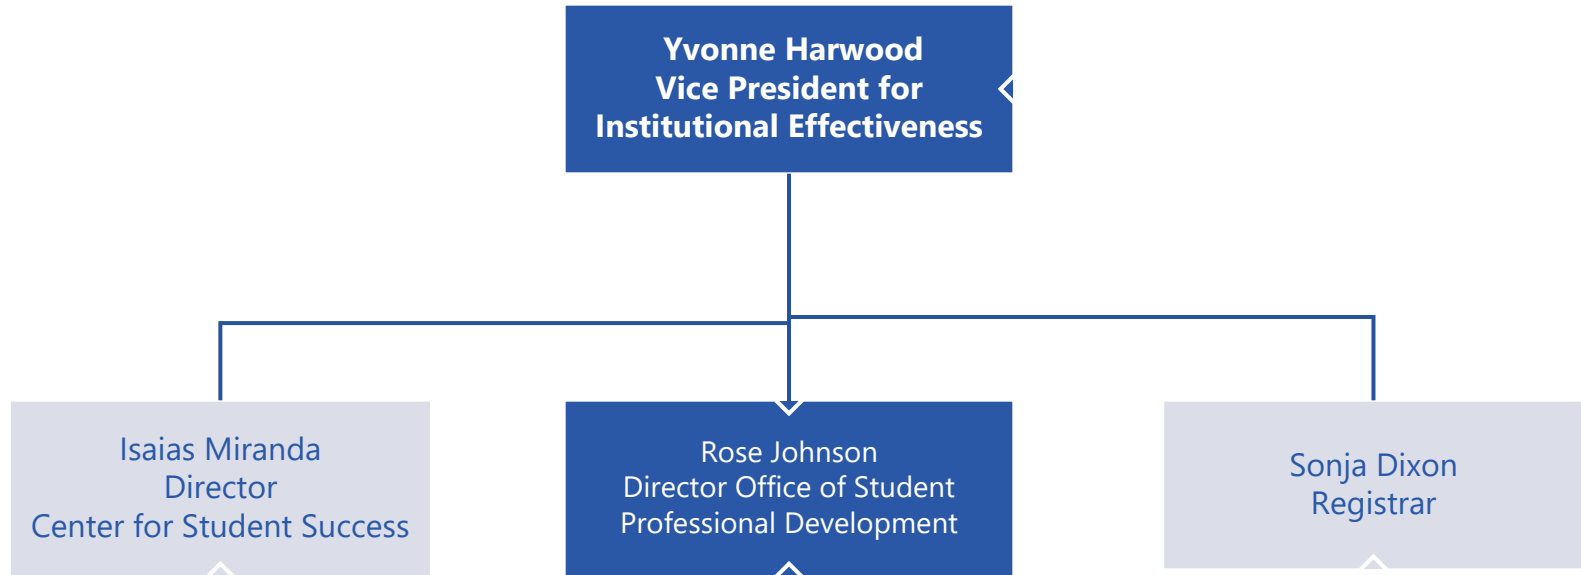 Yvonne Harwood
Vice President for
Institutional Effectiveness
Isaias Miranda
Director
Center for Student Success
Rose Johnson
Director Office of Student
Professional Development
Sonja Dixon
Registrar